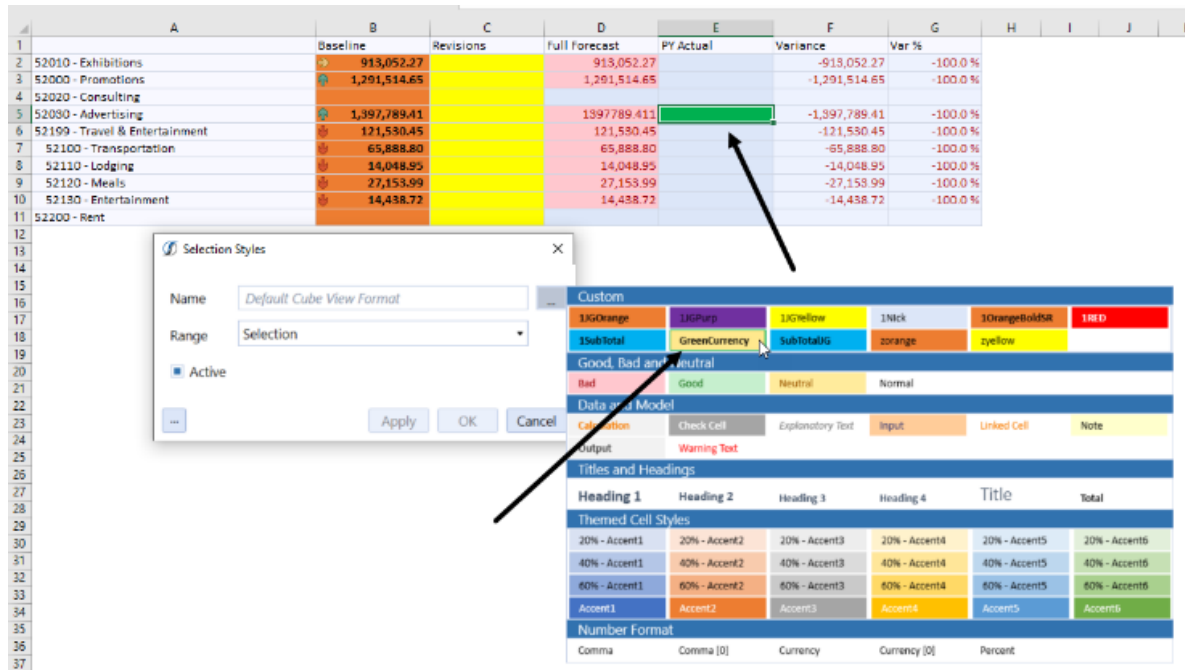 A B C D E F G H I J
1 Baseline Revisions Full Forecast PY Actual Variance Var %
2 52010 - Exhibitions 913,052.27 913,052.27 -913,052.27 -100.0 %
3 52000 - Promotions 1,291,514.65 1,291,514.65 -1,291,514.65 -100.0 %
4 52020 - Consulting
5 52030 - Advertising 1,397,789.41 1397789.411 -1,397,789.41 -100.0 %
6 52199 - Travel & Entertainment 121,530.45 121,530.45 -121,530.45 -100.0 %
7 52100 - Transportation 65,888.80 65,888.80 -65,888.80 -100.0 %
8 52110 - Lodging 14,048.95 14,048.95 -14,048.95 -100.0 %
9 52120 - Meals 27,153.99 27,153.99 -27,153.99 -100.0 %
10 52130 - Entertainment 14,438.72 14,438.72 -14,438.72 -100.0 %
11 52200 - Rent
12
13
14
15
16
17
18
19
20
21
22
23
24
25
26
27
28
29
30
31
32
33
34
35
36
37
Selection Styles
Name Default Cube View Format ...
Range Selection
Active
... Apply OK Cancel
Custom
1JGOrange 1JGPurp 1JGYellow 1Nick 1OrangeBoldSR 1RED
1SubTotal GreenCurrency SubTotalJG zorange zyellow
Good, Bad and Neutral
Bad Good Neutral Normal
Data and Model
Calculation Check Cell Explanatory Text Input Linked Cell Note
Output Warning Text
Titles and Headings
Heading 1 Heading 2 Heading 3 Heading 4 Title Total
Themed Cell Styles
20% - Accent1 20% - Accent2 20% - Accent3 20% - Accent4 20% - Accent5 20% - Accent6
40% - Accent1 40% - Accent2 40% - Accent3 40% - Accent4 40% - Accent5 40% - Accent6
60% - Accent1 60% - Accent2 60% - Accent3 60% - Accent4 60% - Accent5 60% - Accent6
Accent1 Accent2 Accent3 Accent4 Accent5 Accent6
Number Format
Comma Comma [0] Currency Currency [0] Percent